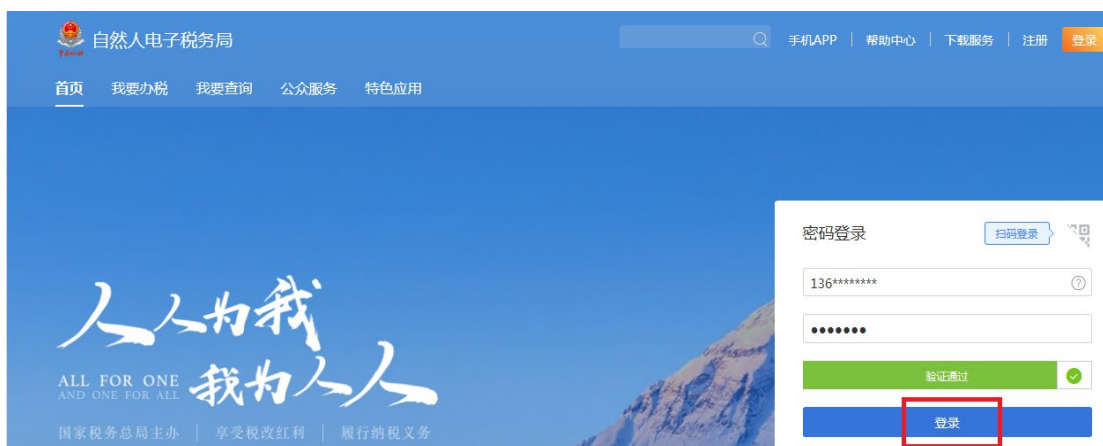 自然人电子税务局
手机APP | 帮助中心 | 下载服务 | 注册 登录
首页 我要办税 我要查询 公众服务 特色应用
密码登录 扫码登录
136********
•••••••
验证通过
登录
人人为我
我为人人
ALL FOR ONE
AND ONE FOR ALL
国家税务总局主办 | 享受税改红利 | 履行纳税义务